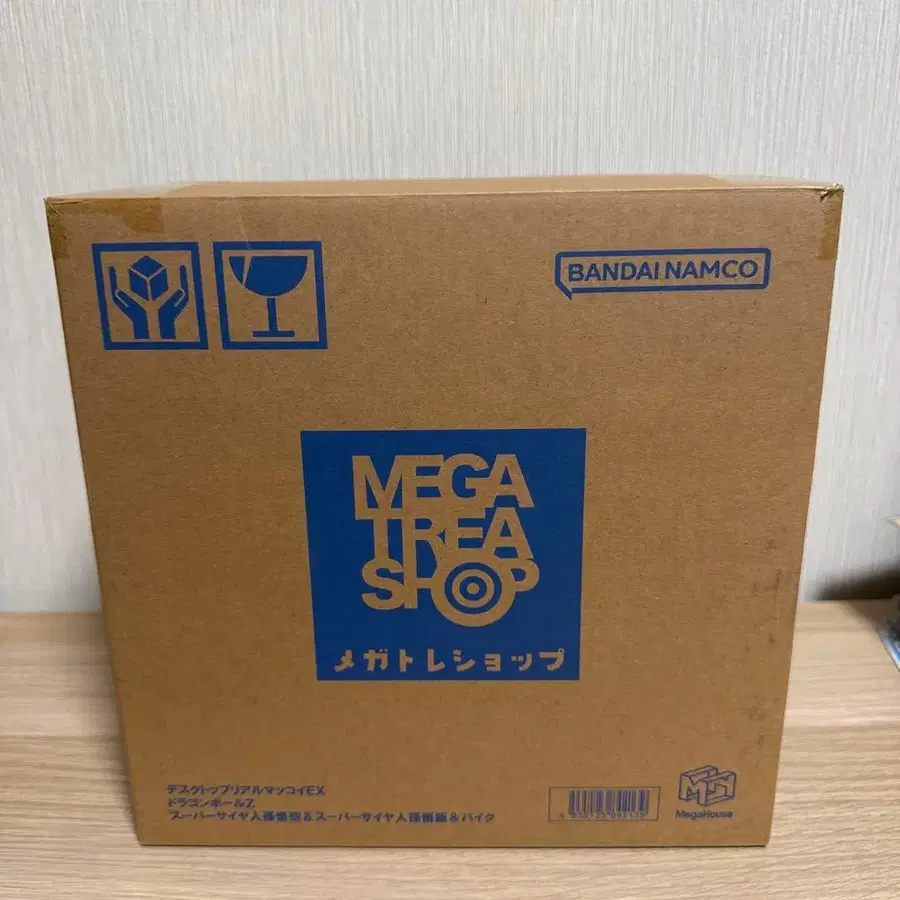 BANDAI NAMCO
MEGA
TREA
SHOP
メガトレショップ
デスクトップリアルマッコイEX
ドラゴンボールZ
スーパーサイヤ人孫悟空&スーパーサイヤ人孫悟飯&バイク
MegaHouse